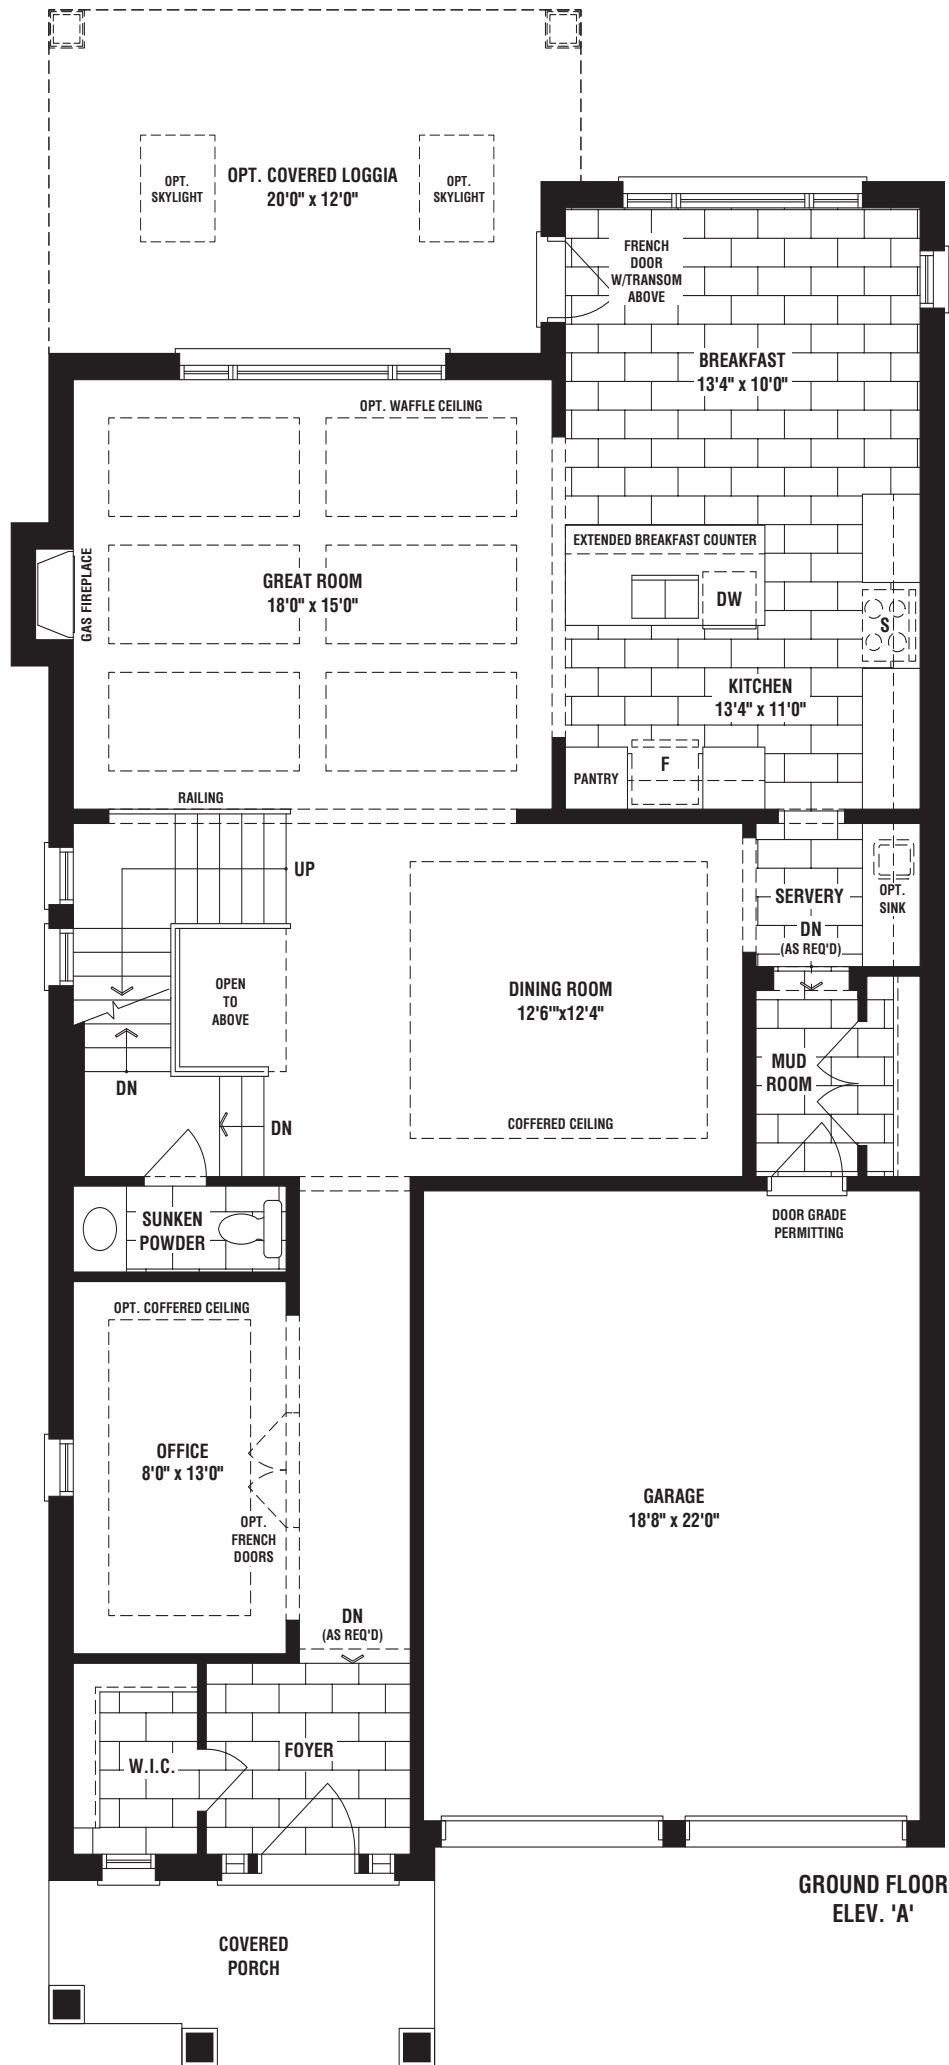 OPT. COVERED LOGGIA
20'0" x 12'0"
OPT.
SKYLIGHT
OPT.
SKYLIGHT
FRENCH
DOOR
W/TRANSOM
ABOVE
BREAKFAST
13'4" x 10'0"
OPT. WAFFLE CEILING
GAS FIREPLACE
GREAT ROOM
18'0" x 15'0"
EXTENDED BREAKFAST COUNTER
DW
S
KITCHEN
13'4" x 11'0"
PANTRY
F
RAILING
UP
OPEN
TO
ABOVE
DN
DN
DINING ROOM
12'6'"x12'4"
COFFERED CEILING
SERVERY
DN
(AS REQ'D)
OPT.
SINK
MUD
ROOM
DOOR GRADE
PERMITTING
SUNKEN
POWDER
OPT. COFFERED CEILING
OFFICE
8'0" x 13'0"
OPT.
FRENCH
DOORS
GARAGE
18'8" x 22'0"
DN
(AS REQ'D)
W.I.C.
FOYER
GROUND FLOOR
ELEV. 'A'
COVERED
PORCH